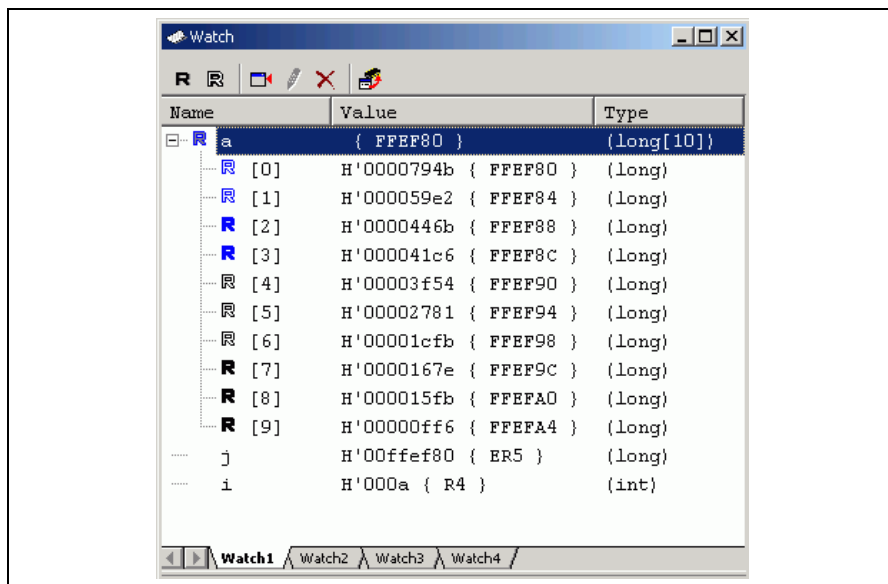 Watch
R R
Name Value Type
R a { FFEF80 } (long[10])
R [0] H'0000794b { FFEF80 } (long)
R [1] H'000059e2 { FFEF84 } (long)
R [2] H'0000446b { FFEF88 } (long)
R [3] H'000041c6 { FFEF8C } (long)
R [4] H'00003f54 { FFEF90 } (long)
R [5] H'00002781 { FFEF94 } (long)
R [6] H'00001cfb { FFEF98 } (long)
R [7] H'0000167e { FFEF9C } (long)
R [8] H'000015fb { FFEFA0 } (long)
R [9] H'00000ff6 { FFEFA4 } (long)
j H'00ffef80 { ER5 } (long)
i H'000a { R4 } (int)
Watch1 Watch2 Watch3 Watch4